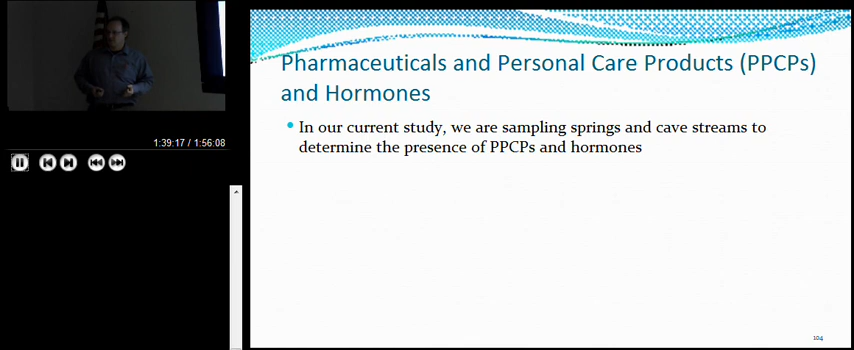 1:39:17 / 1:56:08
Pharmaceuticals and Personal Care Products (PPCPs)
and Hormones
• In our current study, we are sampling springs and cave streams to
determine the presence of PPCPs and hormones
104